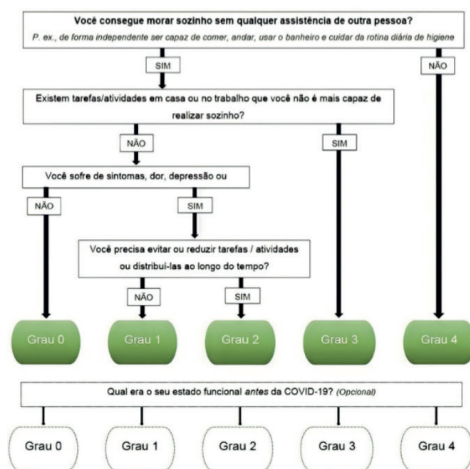 Você consegue morar sozinho sem qualquer assistência de outra pessoa?
P. ex., de forma independente ser capaz de comer, andar, usar o banheiro e cuidar da rotina diária de higiene
SIM
NÃO
Existem tarefas/atividades em casa ou no trabalho que você não é mais capaz de
realizar sozinho?
NÃO
SIM
Você sofre de sintomas, dor, depressão ou
NÃO
SIM
Você precisa evitar ou reduzir tarefas / atividades
ou distribuí-las ao longo do tempo?
NÃO
SIM
Grau 0
Grau 1
Grau 2
Grau 3
Grau 4
Qual era o seu estado funcional antes da COVID-19? (Opcional)
Grau 0
Grau 1
Grau 2
Grau 3
Grau 4